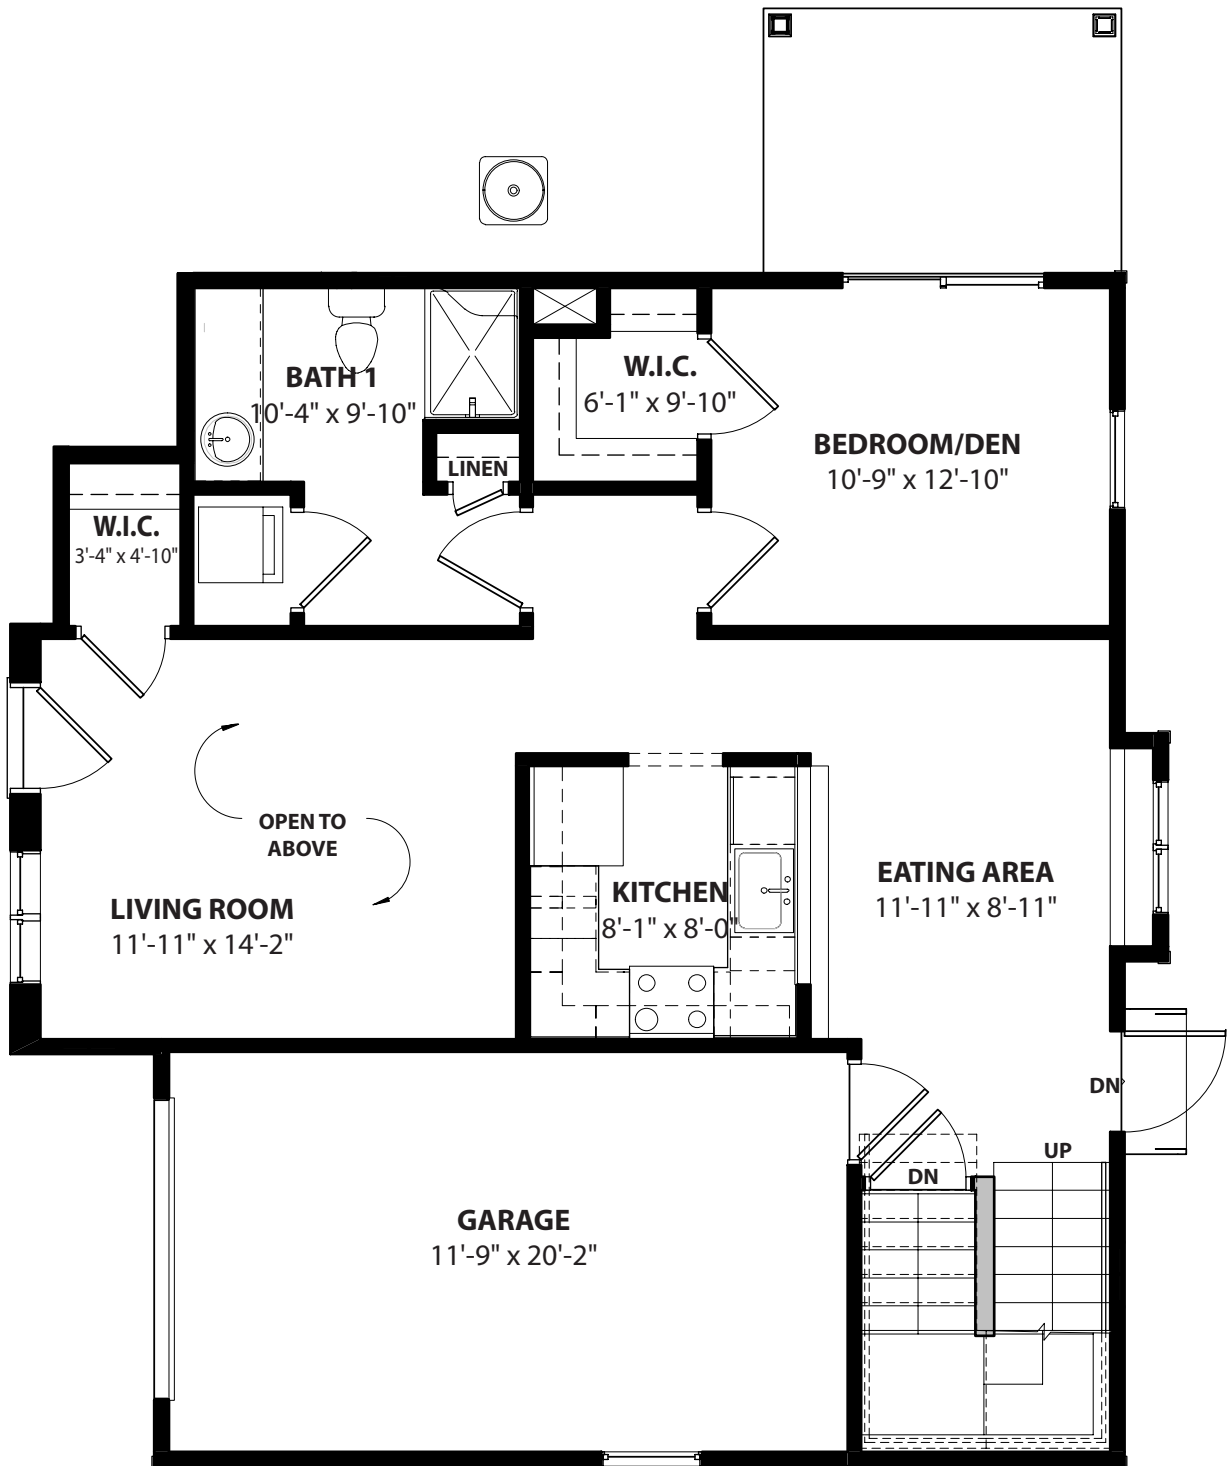 BATH 1
10'-4" x 9'-10"
W.I.C.
6'-1" x 9'-10"
BEDROOM/DEN
10'-9" x 12'-10"
LINEN
W.I.C.
3'-4" x 4'-10"
OPEN TO
ABOVE
LIVING ROOM
11'-11" x 14'-2"
KITCHEN
8'-1" x 8'-0"
EATING AREA
11'-11" x 8'-11"
DN
UP
DN
GARAGE
11'-9" x 20'-2"